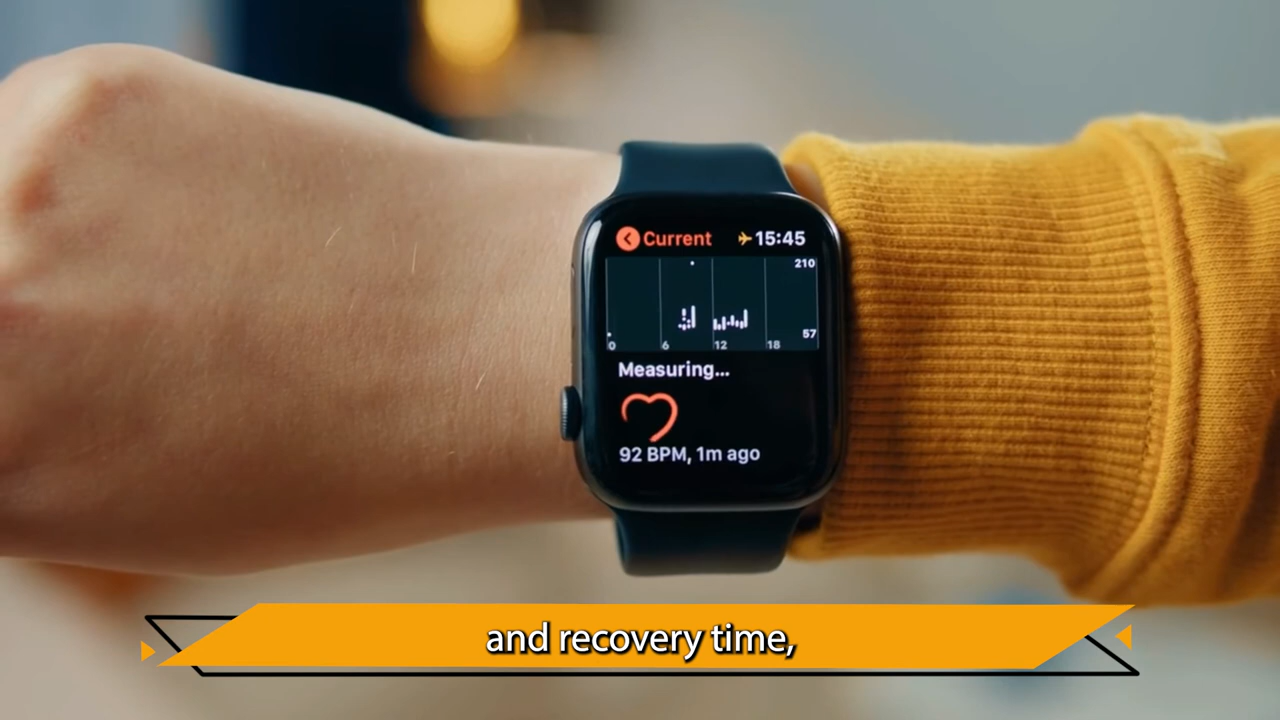 Current 15:45
210
57
0 6 12 18
Measuring...
92 BPM, 1m ago
and recovery time,